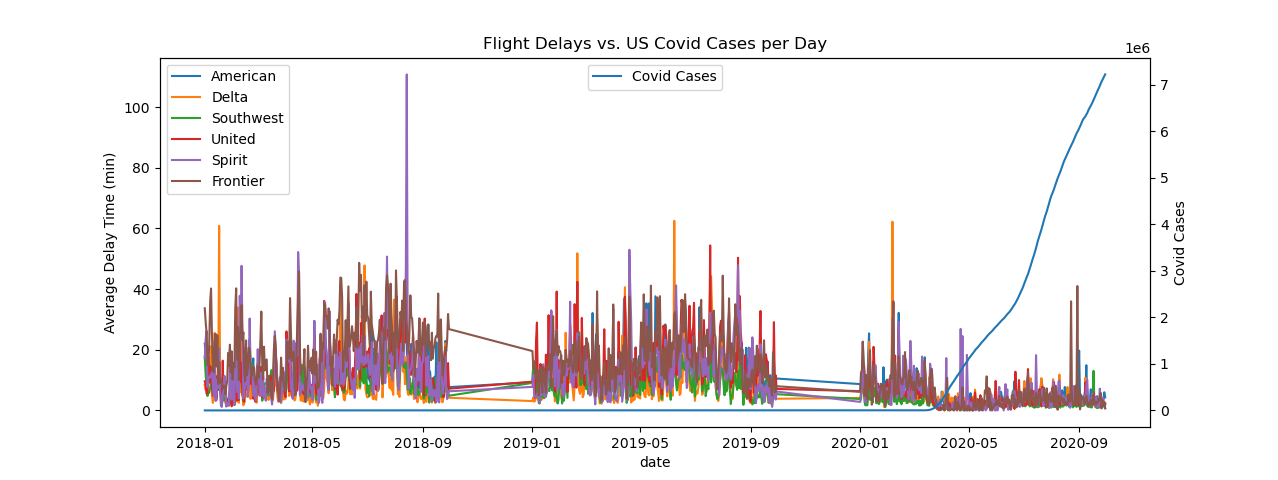 Flight Delays vs. US Covid Cases per Day
1e6
American
Delta
Southwest
United
Spirit
Frontier
Covid Cases
Average Delay Time (min)
100
80
60
40
20
0
7
6
5
4
3
2
1
0
Covid Cases
2018-01 2018-05 2018-09 2019-01 2019-05 2019-09 2020-01 2020-05 2020-09
date